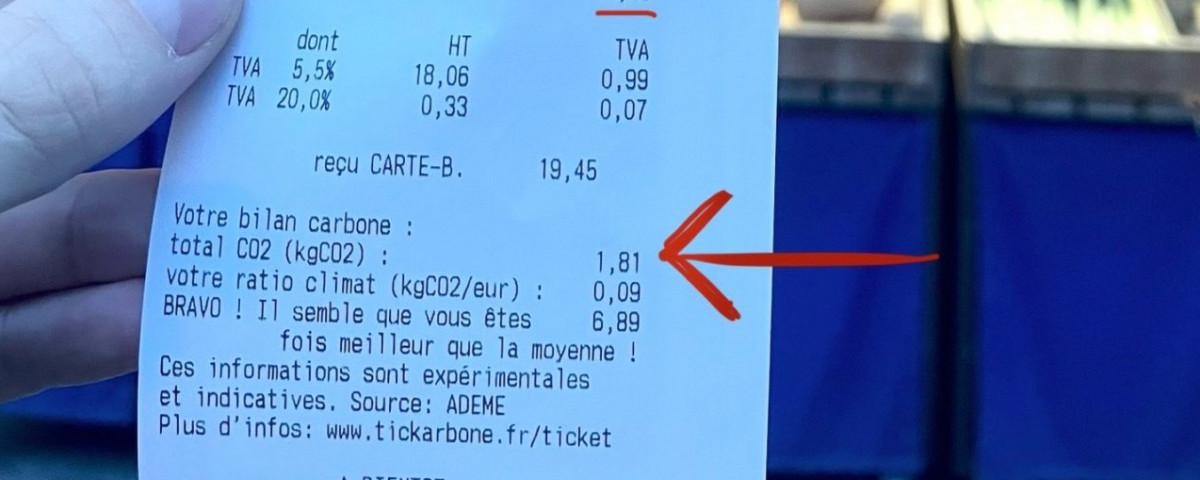 dont HT TVA
TVA 5,5% 18,06 0,99
TVA 20,0% 0,33 0,07
reçu CARTE-B. 19,45
Votre bilan carbone :
total CO2 (kgCO2) : 1,81
votre ratio climat (kgCO2/eur) : 0,09
BRAVO ! Il semble que vous êtes 6,89
fois meilleur que la moyenne !
Ces informations sont expérimentales
et indicatives. Source: ADEME
Plus d'infos: www.tickarbone.fr/ticket